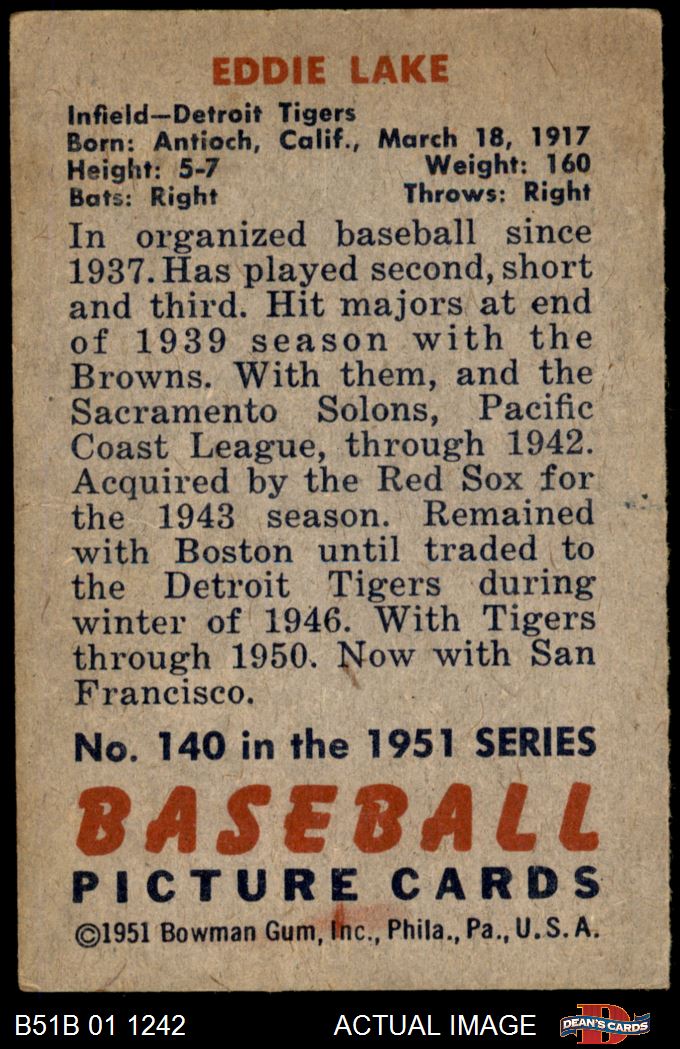 EDDIE LAKE
Infield—Detroit Tigers
Born: Antioch, Calif., March 18, 1917
Height: 5-7 Weight: 160
Bats: Right Throws: Right
In organized baseball since
1937. Has played second, short
and third. Hit majors at end
of 1939 season with the
Browns. With them, and the
Sacramento Solons, Pacific
Coast League, through 1942.
Acquired by the Red Sox for
the 1943 season. Remained
with Boston until traded to
the Detroit Tigers during
winter of 1946. With Tigers
through 1950. Now with San
Francisco.
No. 140 in the 1951 SERIES
BASEBALL
PICTURE CARDS
©1951 Bowman Gum, Inc., Phila., Pa., U.S.A.
B51B 01 1242 ACTUAL IMAGE D DEAN'S CARDS